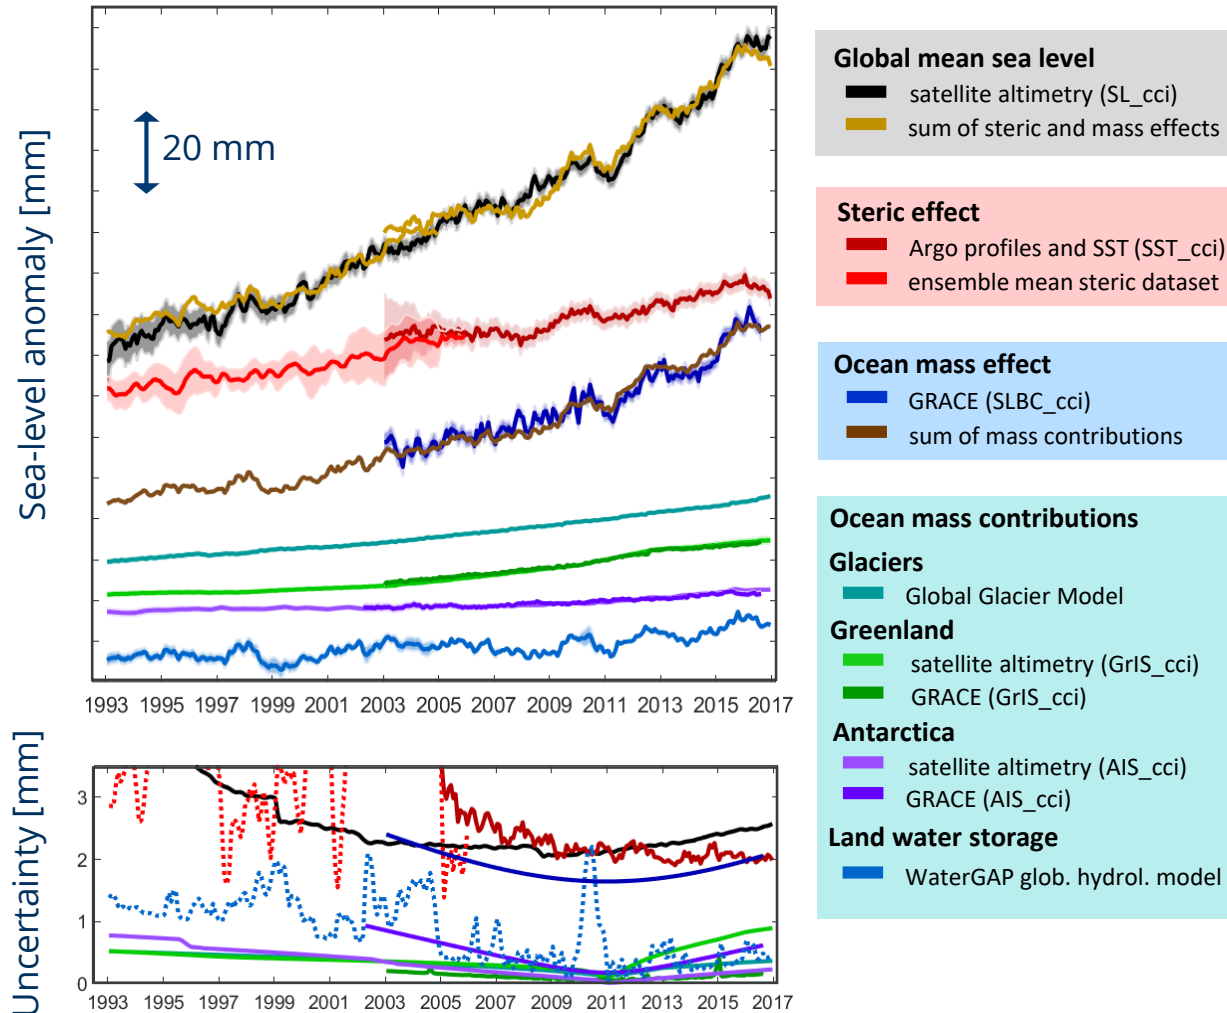 Sea-level anomaly [mm]
20 mm
1993 1995 1997 1999 2001 2003 2005 2007 2009 2011 2013 2015 2017
Uncertainty [mm]
3
2
1
0
1993 1995 1997 1999 2001 2003 2005 2007 2009 2011 2013 2015 2017
Global mean sea level
satellite altimetry (SL_cci)
sum of steric and mass effects
Steric effect
Argo profiles and SST (SST_cci)
ensemble mean steric dataset
Ocean mass effect
GRACE (SLBC_cci)
sum of mass contributions
Ocean mass contributions
Glaciers
Global Glacier Model
Greenland
satellite altimetry (GrIS_cci)
GRACE (GrIS_cci)
Antarctica
satellite altimetry (AIS_cci)
GRACE (AIS_cci)
Land water storage
WaterGAP glob. hydrol. model